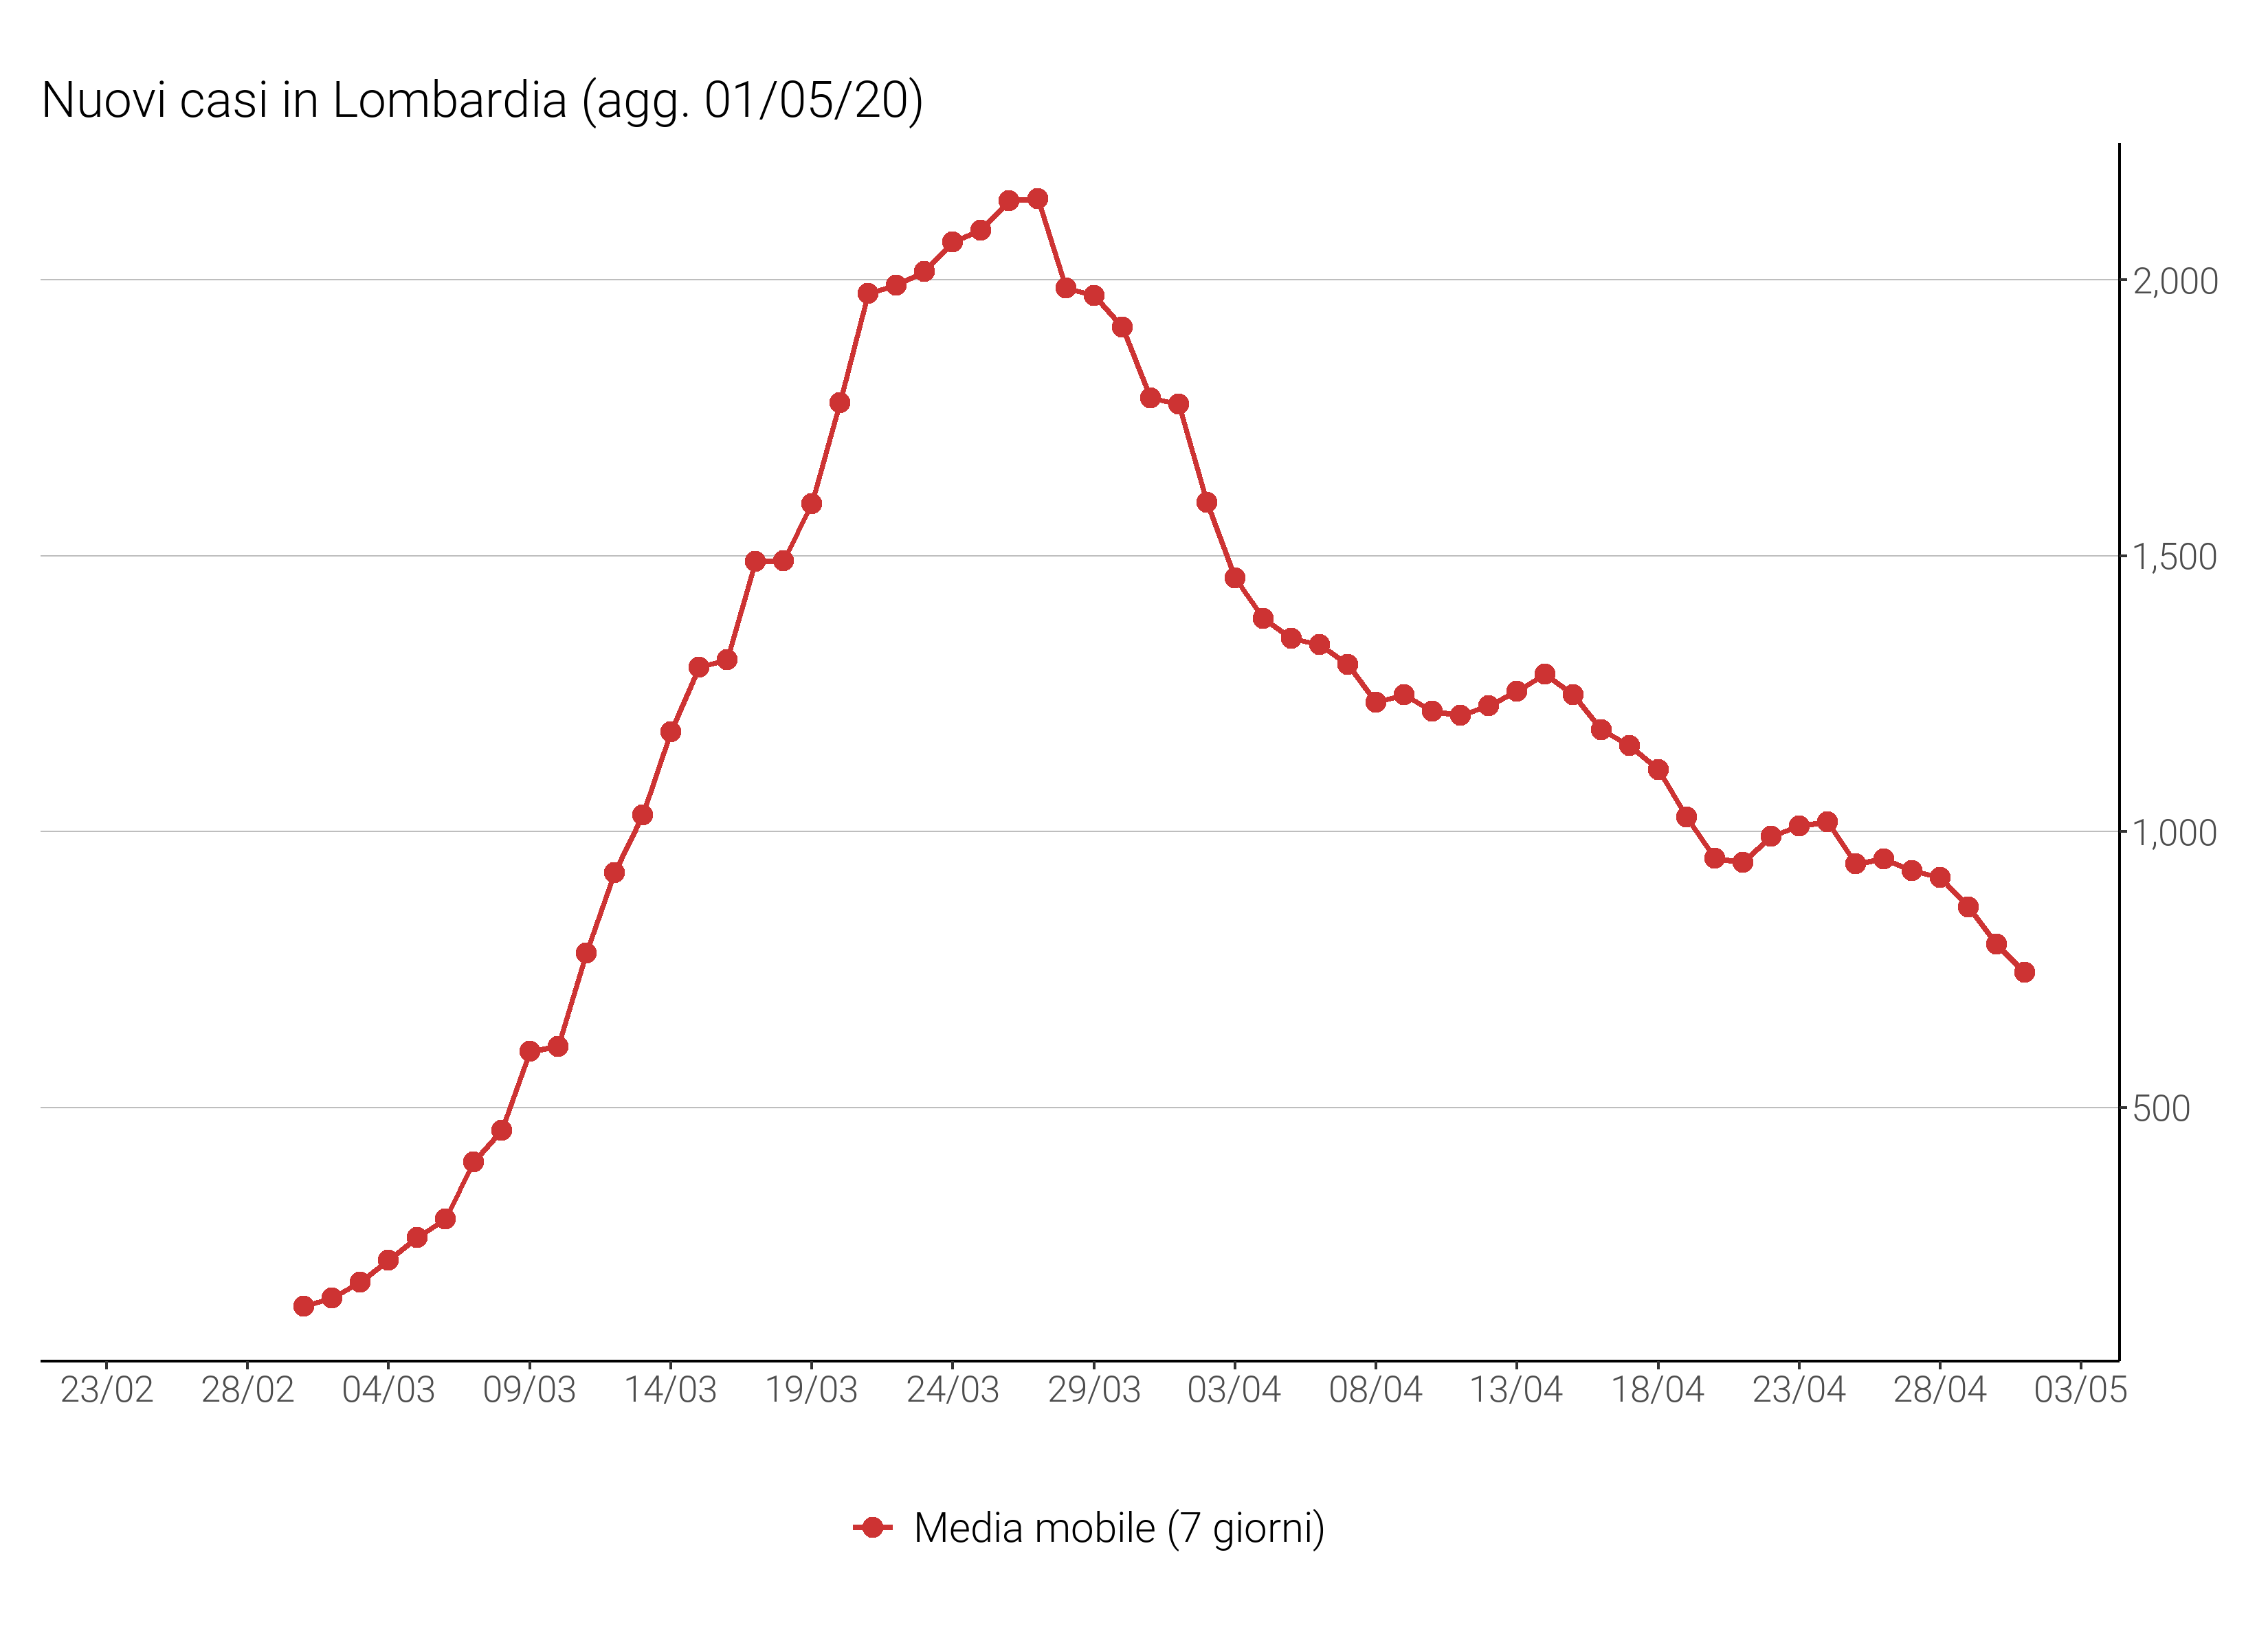 Nuovi casi in Lombardia (agg. 01/05/20)
2,000
1,500
1,000
500
23/02 28/02 04/03 09/03 14/03 19/03 24/03 29/03 03/04 08/04 13/04 18/04 23/04 28/04 03/05
Media mobile (7 giorni)